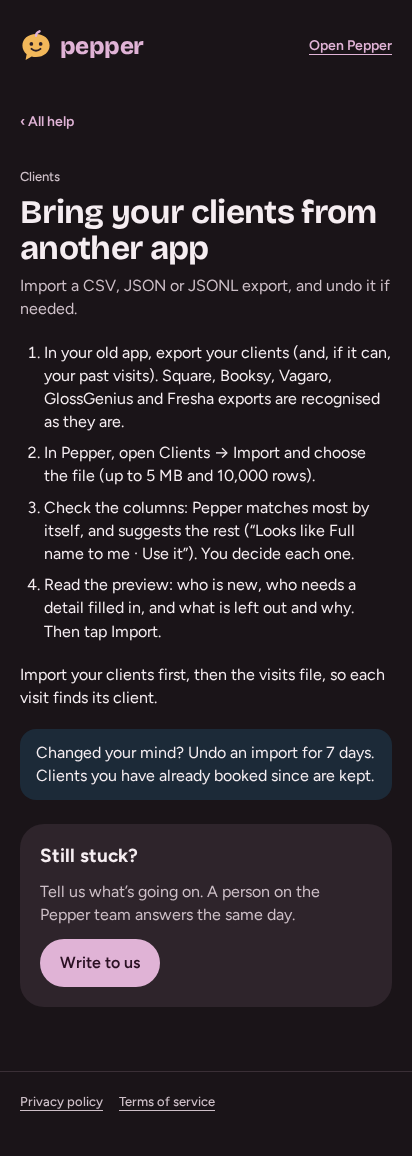 pepper
Open Pepper
‹ All help
Clients
Bring your clients from
another app
Import a CSV, JSON or JSONL export, and undo it if
needed.
1. In your old app, export your clients (and, if it can,
your past visits). Square, Booksy, Vagaro,
GlossGenius and Fresha exports are recognised
as they are.
2. In Pepper, open Clients → Import and choose
the file (up to 5 MB and 10,000 rows).
3. Check the columns: Pepper matches most by
itself, and suggests the rest (“Looks like Full
name to me · Use it”). You decide each one.
4. Read the preview: who is new, who needs a
detail filled in, and what is left out and why.
Then tap Import.
Import your clients first, then the visits file, so each
visit finds its client.
Changed your mind? Undo an import for 7 days.
Clients you have already booked since are kept.
Still stuck?
Tell us what’s going on. A person on the
Pepper team answers the same day.
Write to us
Privacy policy
Terms of service